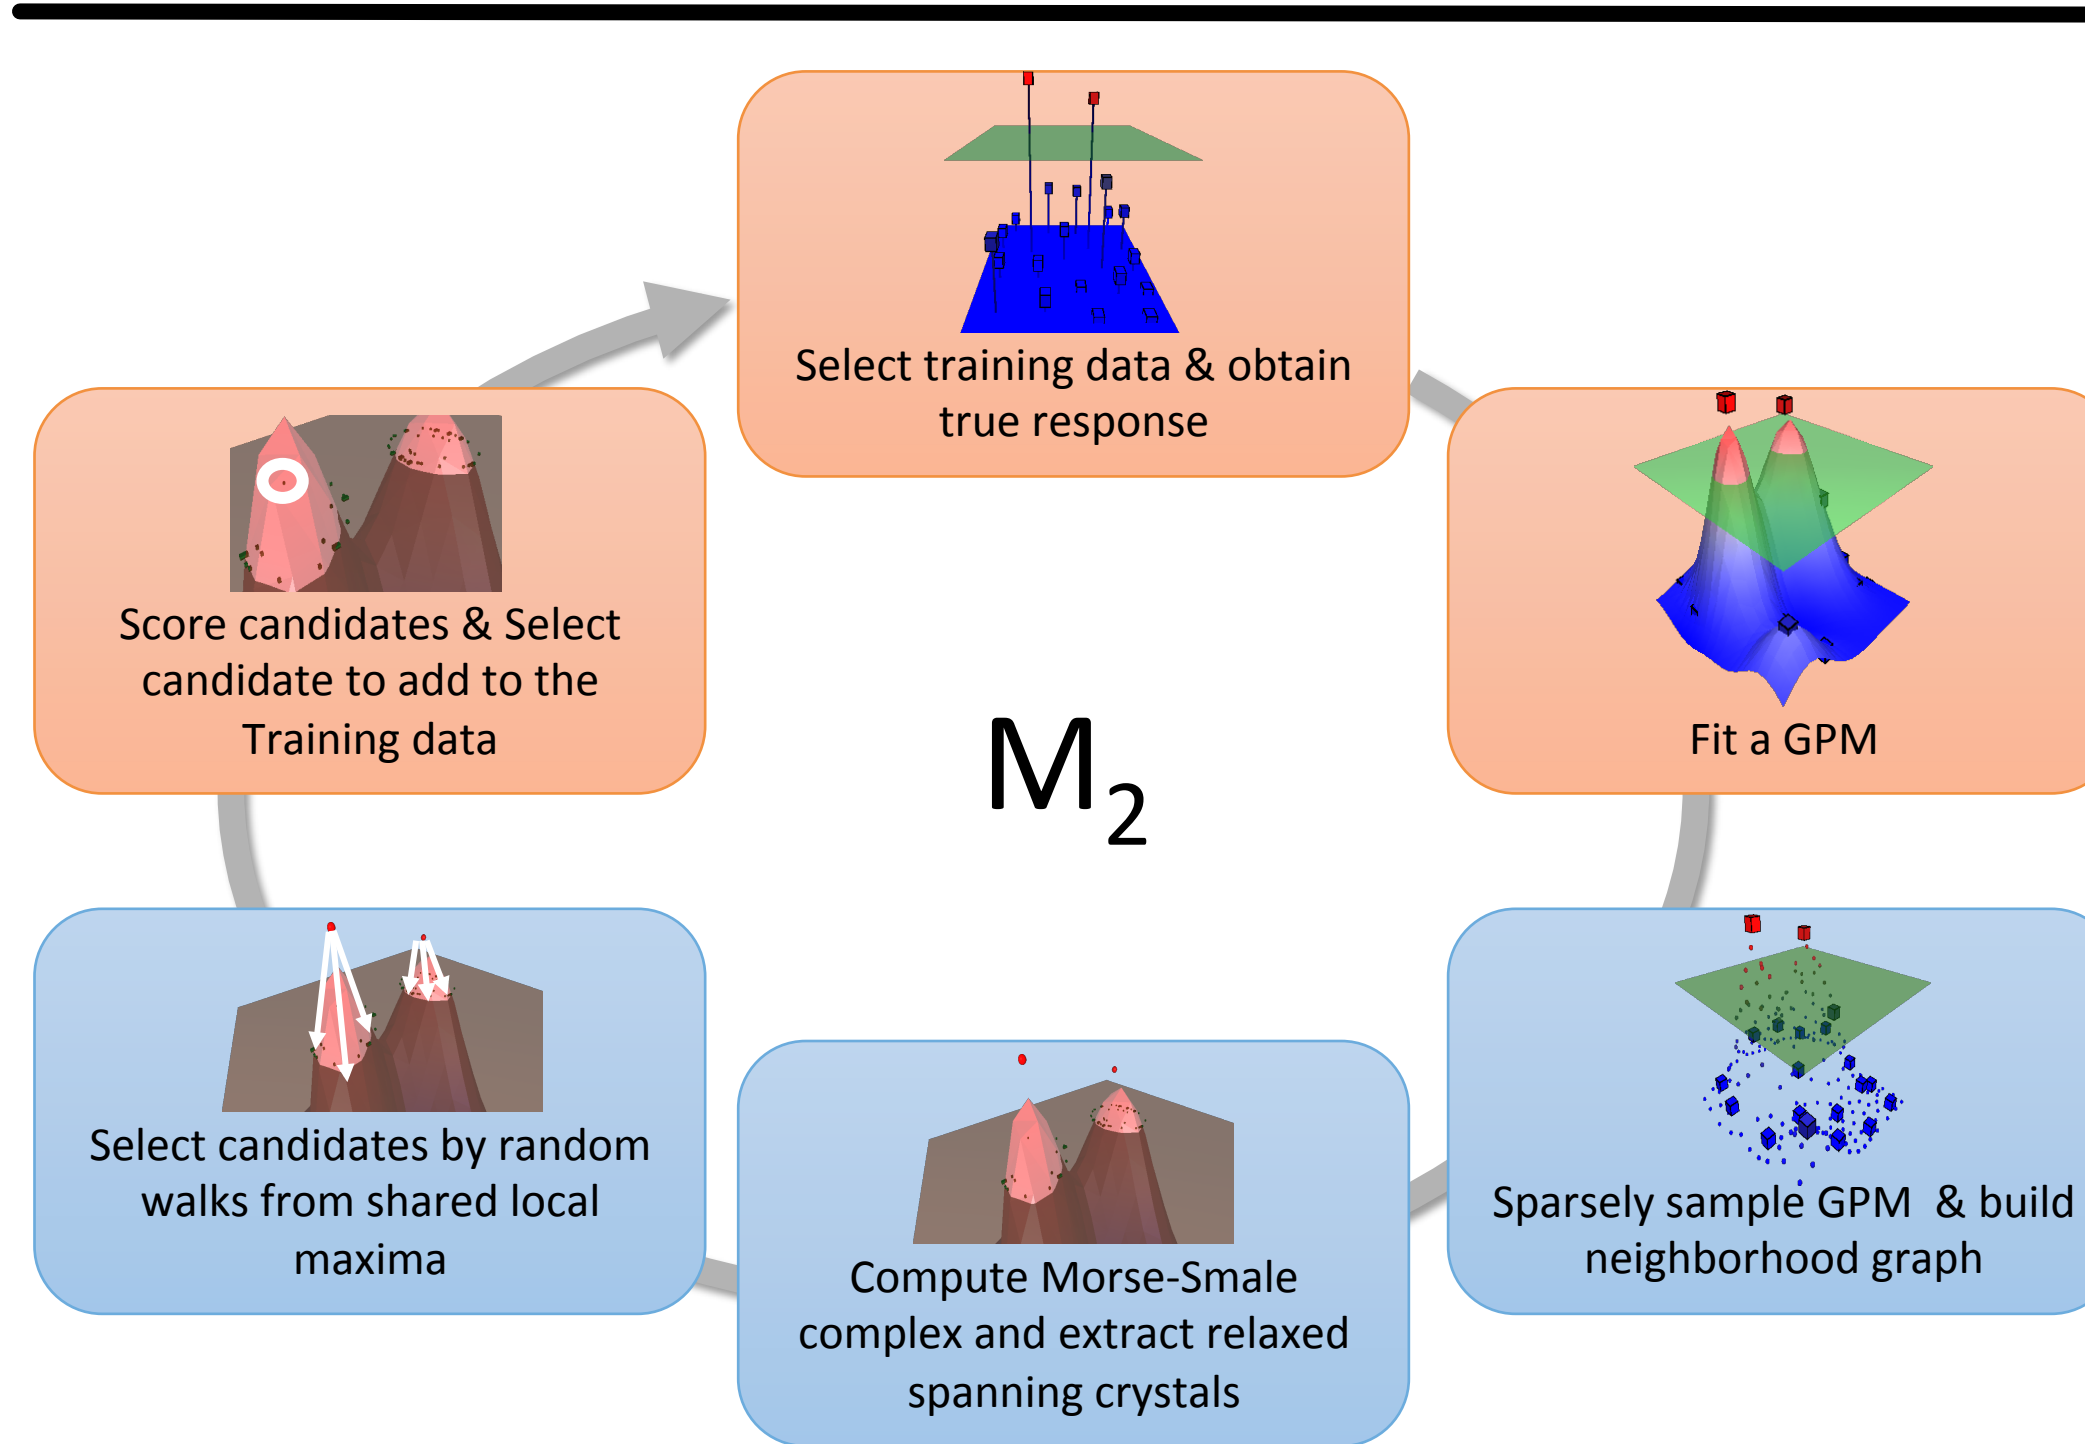 Select training data & obtain
true response
Fit a GPM
Sparsely sample GPM & build
neighborhood graph
Compute Morse-Smale
complex and extract relaxed
spanning crystals
Select candidates by random
walks from shared local
maxima
Score candidates & Select
candidate to add to the
Training data
M₂